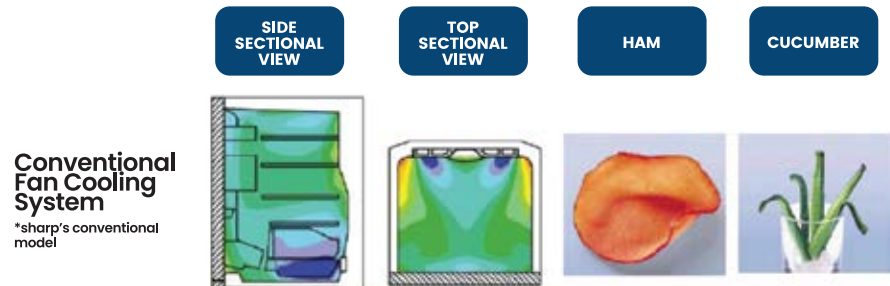 SIDE
SECTIONAL
VIEW
TOP
SECTIONAL
VIEW
HAM
CUCUMBER
Conventional
Fan Cooling
System
*sharp's conventional
model